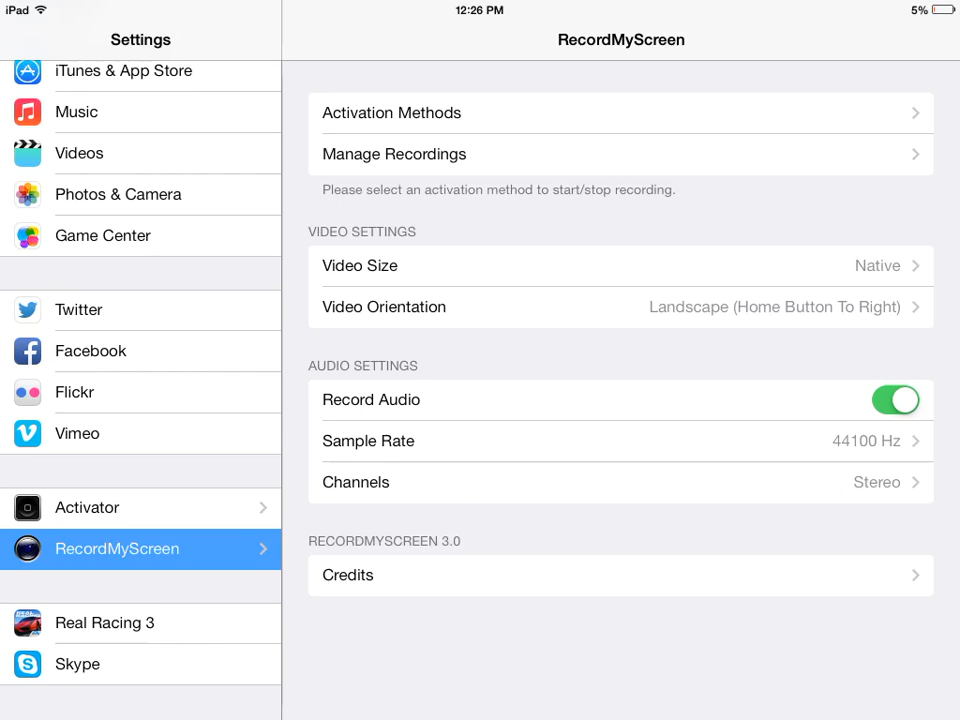 iPad 12:26 PM 5%
Settings
iTunes & App Store
Music
Videos
Photos & Camera
Game Center
Twitter
Facebook
Flickr
Vimeo
Activator
RecordMyScreen
Real Racing 3
Skype
RecordMyScreen
Activation Methods
Manage Recordings
Please select an activation method to start/stop recording.
VIDEO SETTINGS
Video Size Native
Video Orientation Landscape (Home Button To Right)
AUDIO SETTINGS
Record Audio
Sample Rate 44100 Hz
Channels Stereo
RECORDMYSCREEN 3.0
Credits